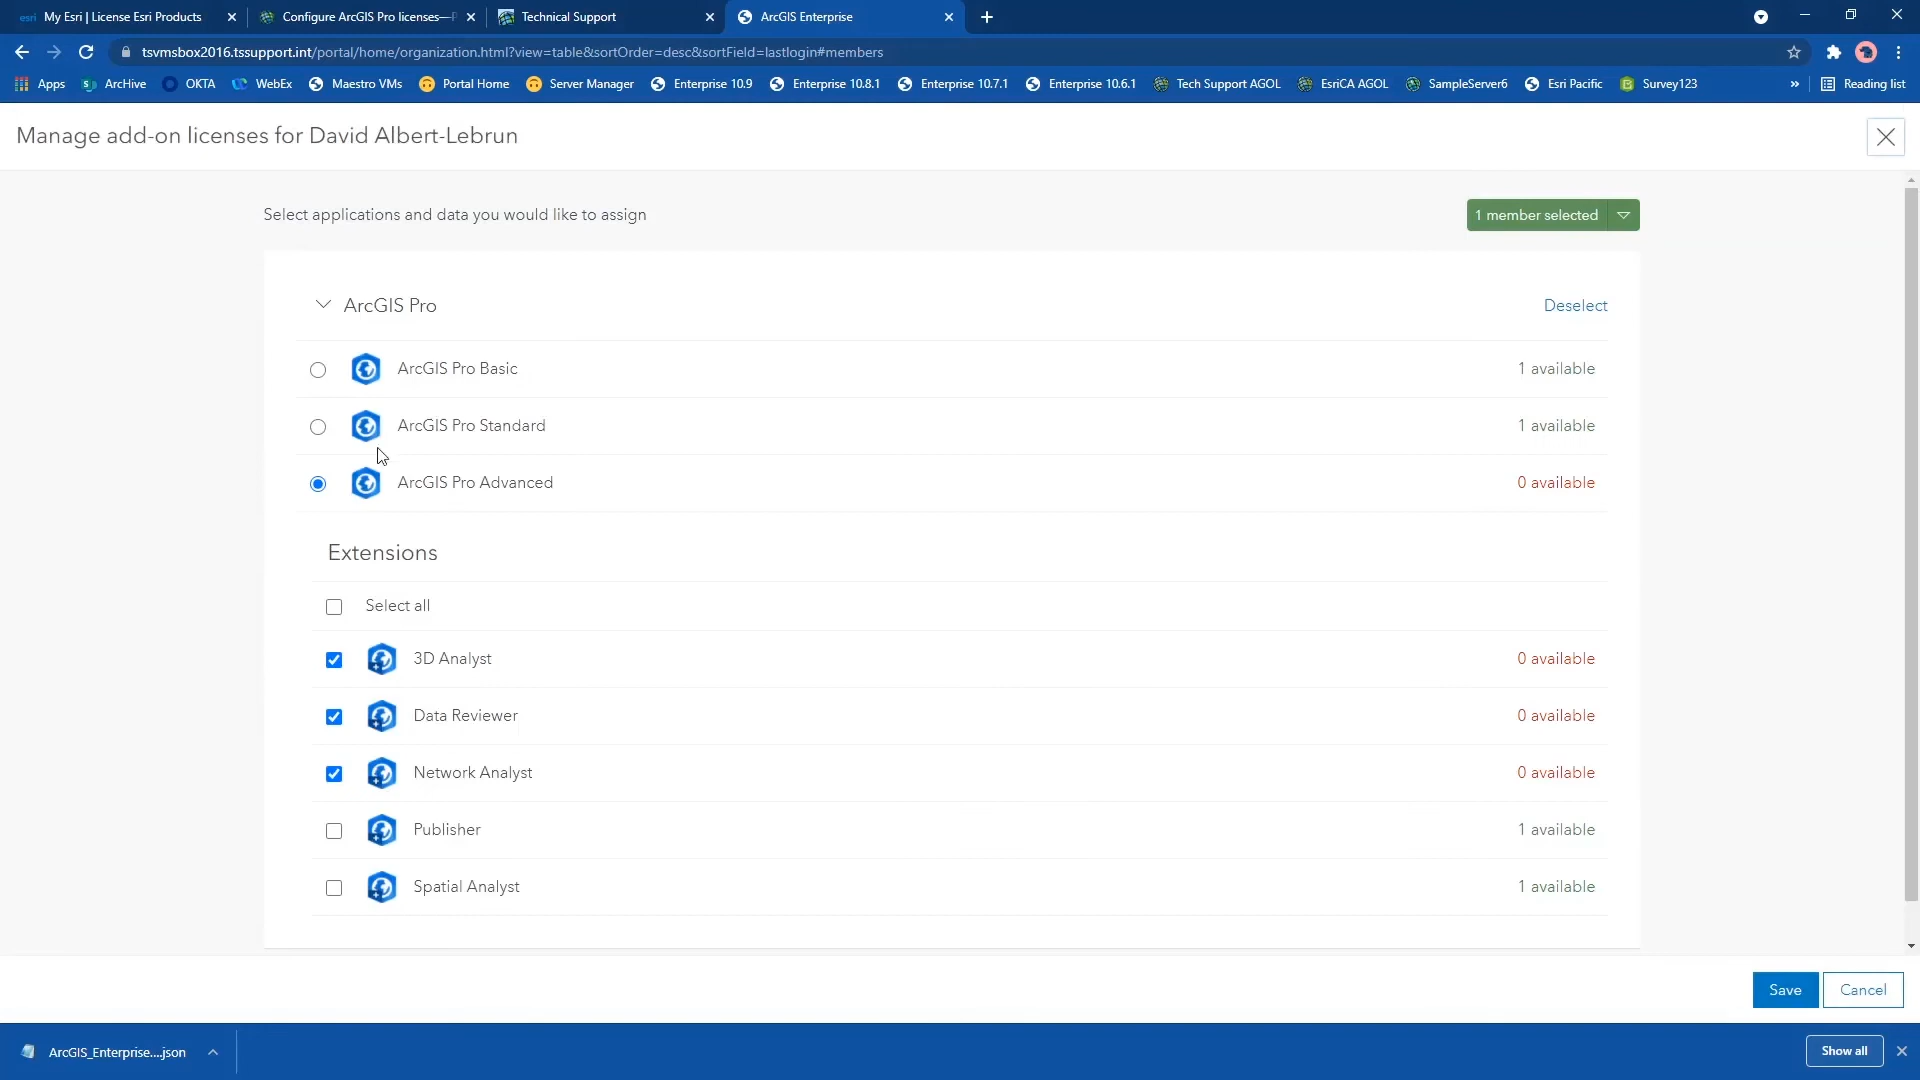 esri My Esri | License Esri Products
Configure ArcGIS Pro licenses—P
Technical Support
ArcGIS Enterprise
tsvmsbox2016.tssupport.int/portal/home/organization.html?view=table&sortOrder=desc&sortField=lastlogin#members
Apps
ArcHive
OKTA
WebEx
Maestro VMs
Portal Home
Server Manager
Enterprise 10.9
Enterprise 10.8.1
Enterprise 10.7.1
Enterprise 10.6.1
Tech Support AGOL
EsriCA AGOL
SampleServer6
Esri Pacific
Survey123
»
Reading list
Manage add-on licenses for David Albert-Lebrun
Select applications and data you would like to assign
1 member selected
ArcGIS Pro
Deselect
ArcGIS Pro Basic
1 available
ArcGIS Pro Standard
1 available
ArcGIS Pro Advanced
0 available
Extensions
Select all
3D Analyst
0 available
Data Reviewer
0 available
Network Analyst
0 available
Publisher
1 available
Spatial Analyst
1 available
Save
Cancel
ArcGIS_Enterprise....json
Show all